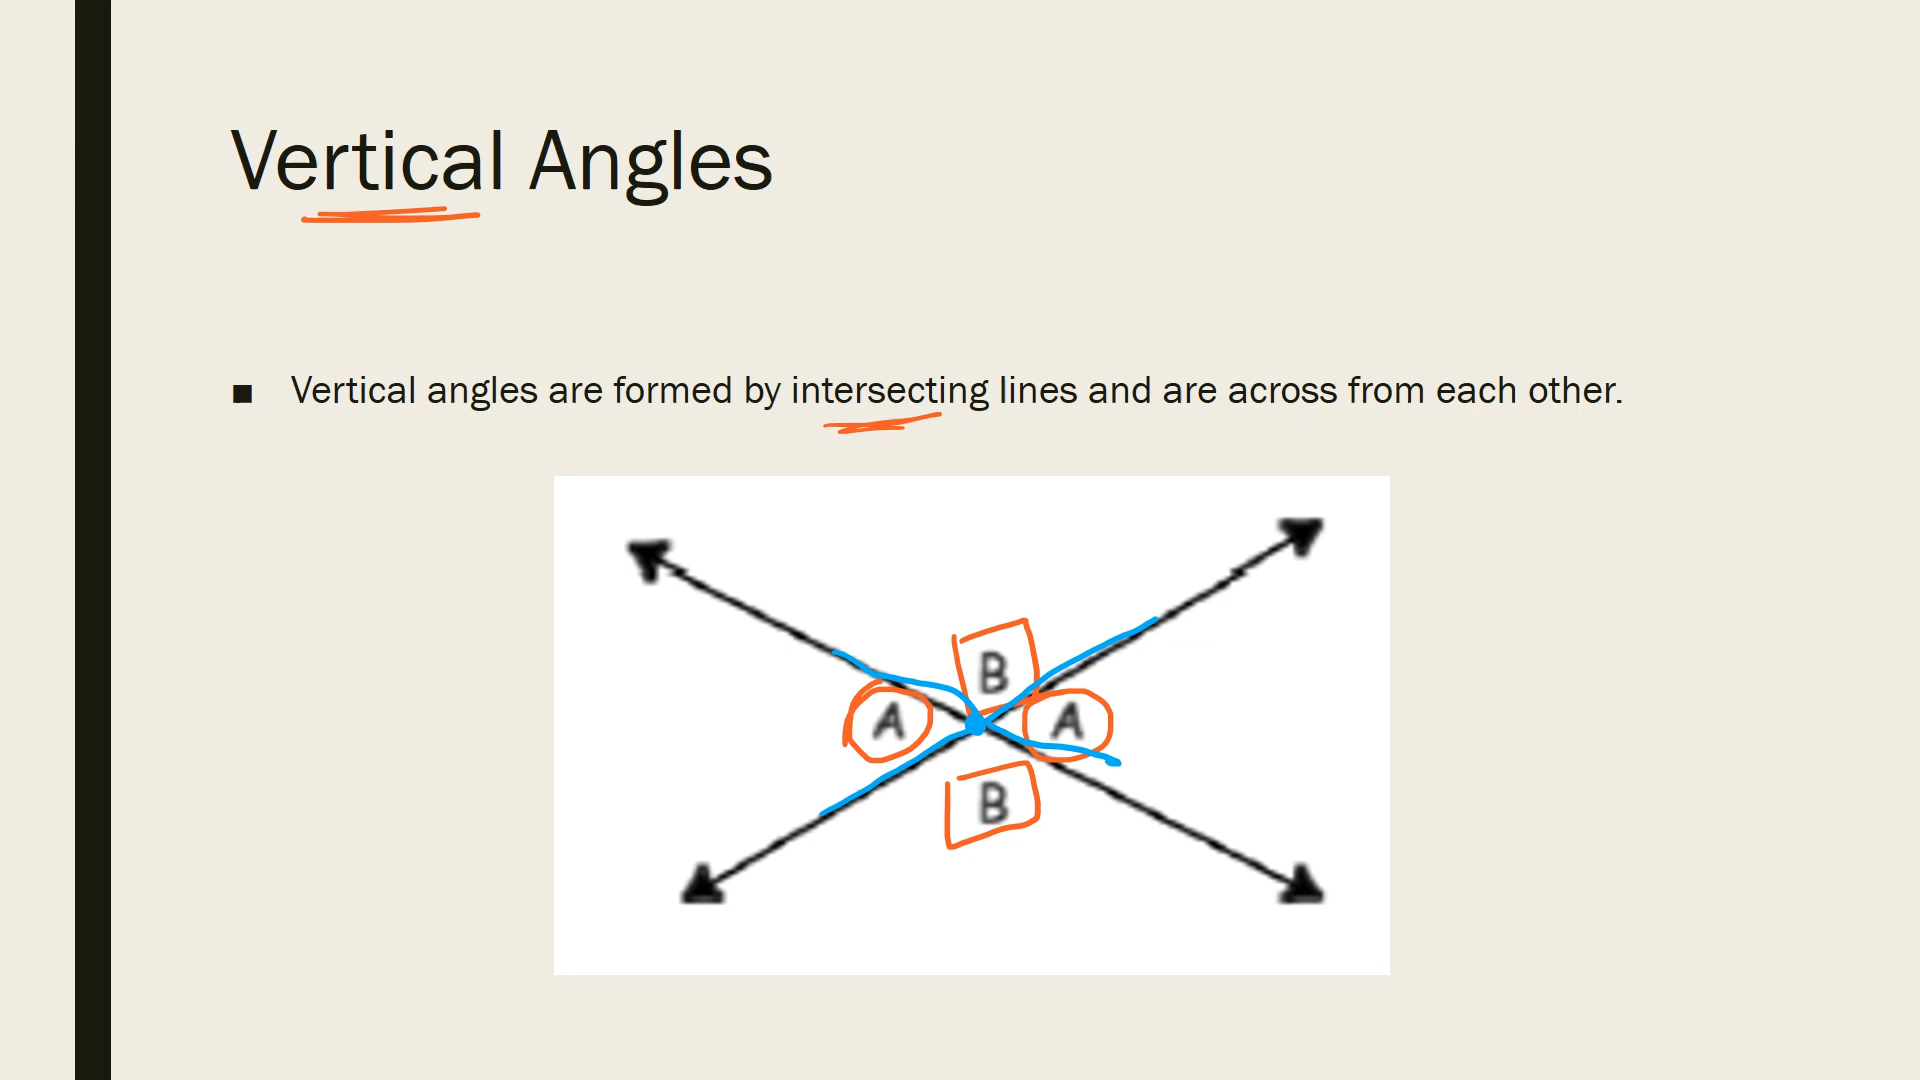 Vertical Angles
■ Vertical angles are formed by intersecting lines and are across from each other.
B
A A
B